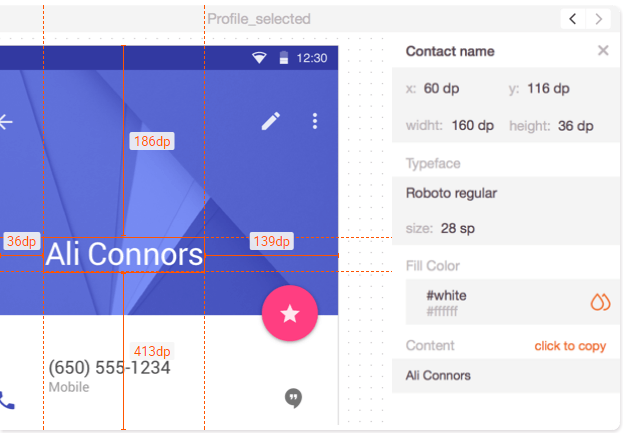 Profile_selected
12:30
186dp
36dp
139dp
Ali Connors
413dp
(650) 555-1234
Mobile
Contact name
x: 60 dp y: 116 dp
widht: 160 dp height: 36 dp
Typeface
Roboto regular
size: 28 sp
Fill Color
#white
#ffffff
Content click to copy
Ali Connors